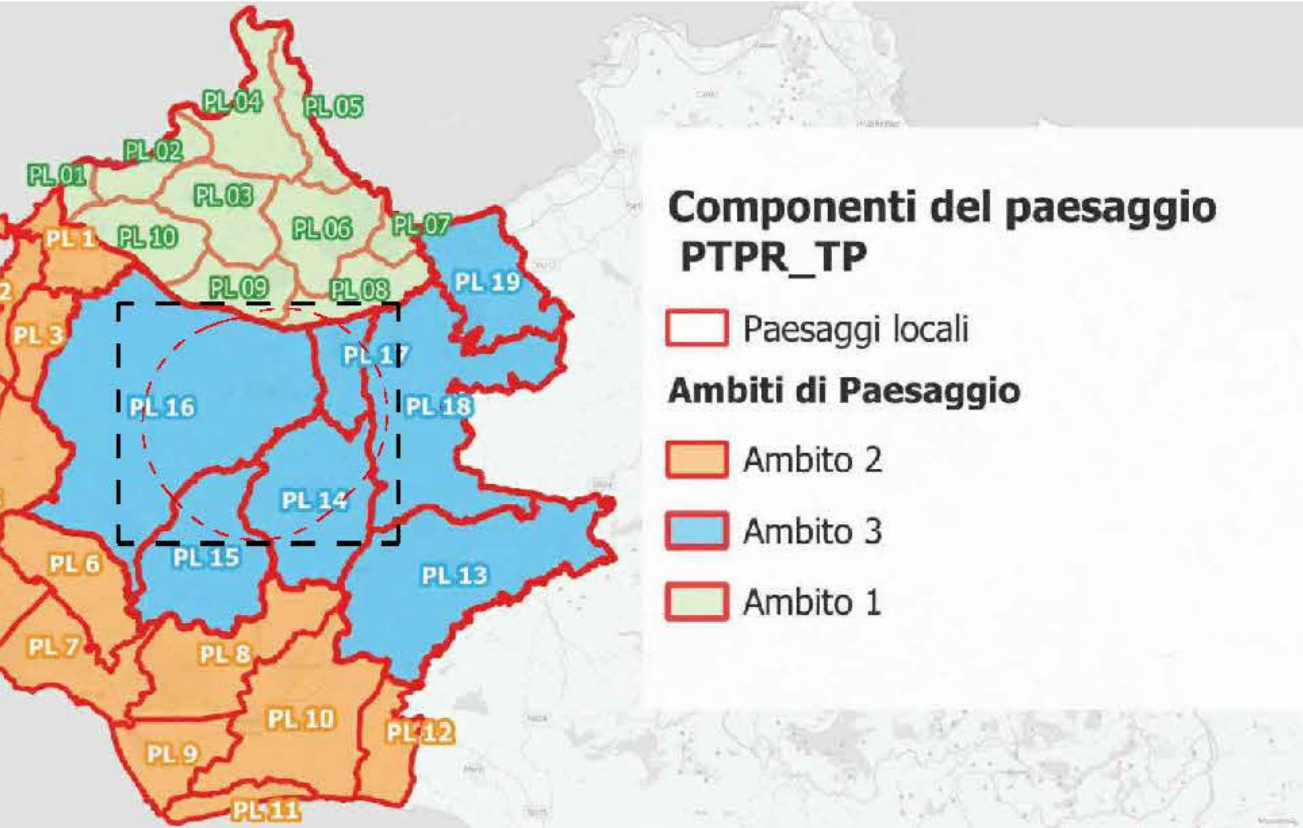 PL 04
PL 05
PL 02
PL 01
PL 03
PL 10
PL 06
PL 07
PL 1
PL 09
PL 08
PL 19
2
PL 3
PL 17
PL 16
PL 18
PL 14
PL 15
PL 6
PL 13
PL 7
PL 8
PL 10
PL 12
PL 9
PL 11
Componenti del paesaggio
PTPR_TP
Paesaggi locali
Ambiti di Paesaggio
Ambito 2
Ambito 3
Ambito 1